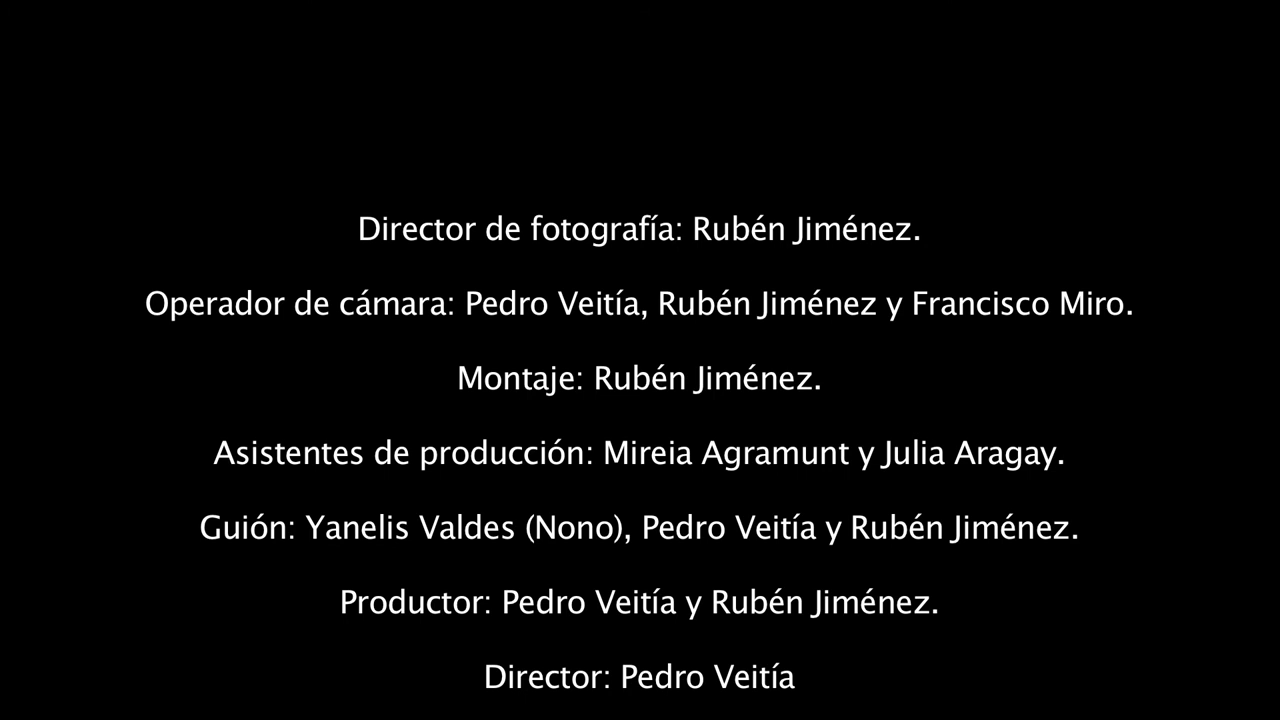 Director de fotografía: Rubén Jiménez.
Operador de cámara: Pedro Veitía, Rubén Jiménez y Francisco Miro.
Montaje: Rubén Jiménez.
Asistentes de producción: Mireia Agramunt y Julia Aragay.
Guión: Yanelis Valdes (Nono), Pedro Veitía y Rubén Jiménez.
Productor: Pedro Veitía y Rubén Jiménez.
Director: Pedro Veitía